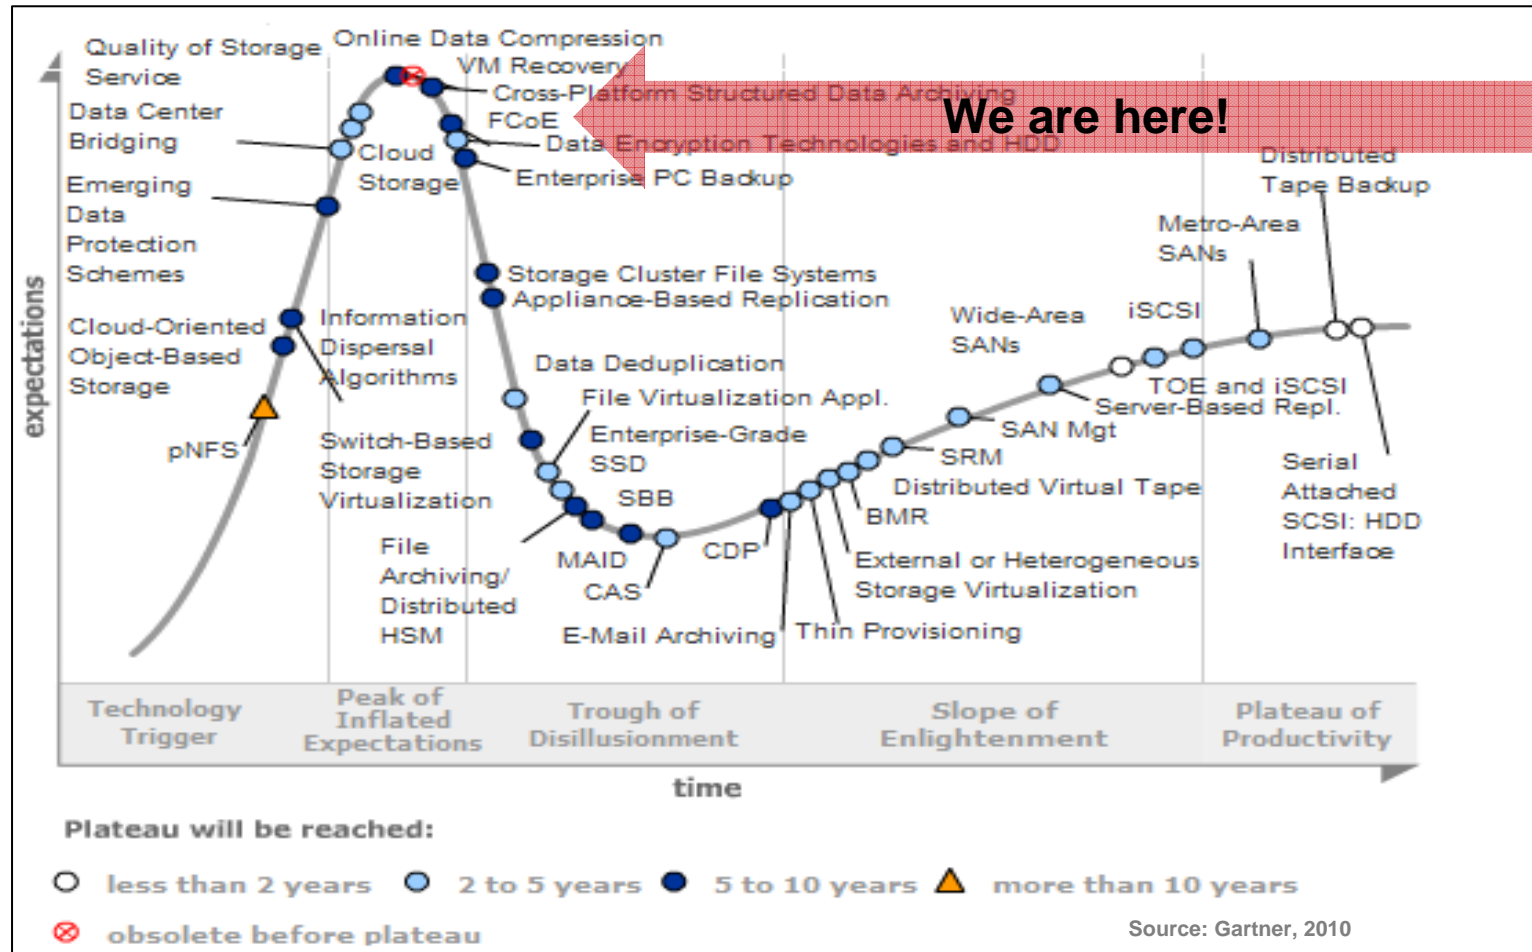 Quality of Storage
Service
Online Data Compression
VM Recovery
Cross-Platform Structured Data Archiving
We are here!
Data Center
Bridging
FCoE
Cloud
Storage
Data Encryption Technologies and HDD
Enterprise PC Backup
Distributed
Tape Backup
Emerging
Data
Protection
Schemes
Metro-Area
SANs
Storage Cluster File Systems
Appliance-Based Replication
Cloud-Oriented
Object-Based
Storage
Information
Dispersal
Algorithms
Wide-Area
SANs
iSCSI
Data Deduplication
File Virtualization Appl.
Enterprise-Grade
SSD
TOE and iSCSI
Server-Based Repl.
SAN Mgt
pNFS
Switch-Based
Storage
Virtualization
SBB
SRM
Distributed Virtual Tape
BMR
Serial
Attached
SCSI: HDD
Interface
File
Archiving/
Distributed
HSM
MAID
CAS
CDP
External or Heterogeneous
Storage Virtualization
E-Mail Archiving
Thin Provisioning
expectations
Technology
Trigger
Peak of
Inflated
Expectations
Trough of
Disillusionment
Slope of
Enlightenment
Plateau of
Productivity
time
Plateau will be reached:
less than 2 years
2 to 5 years
5 to 10 years
more than 10 years
obsolete before plateau
Source: Gartner, 2010